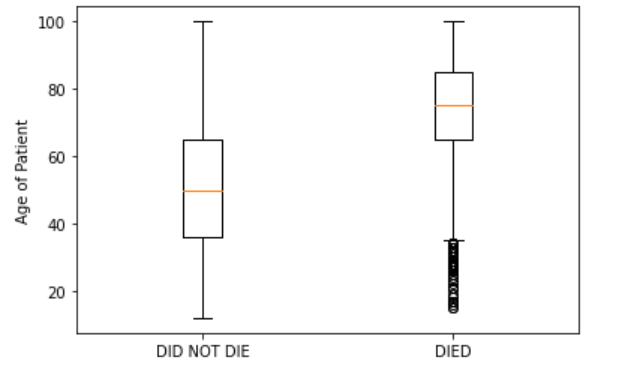 100
80
60
40
20
Age of Patient
DID NOT DIE
DIED